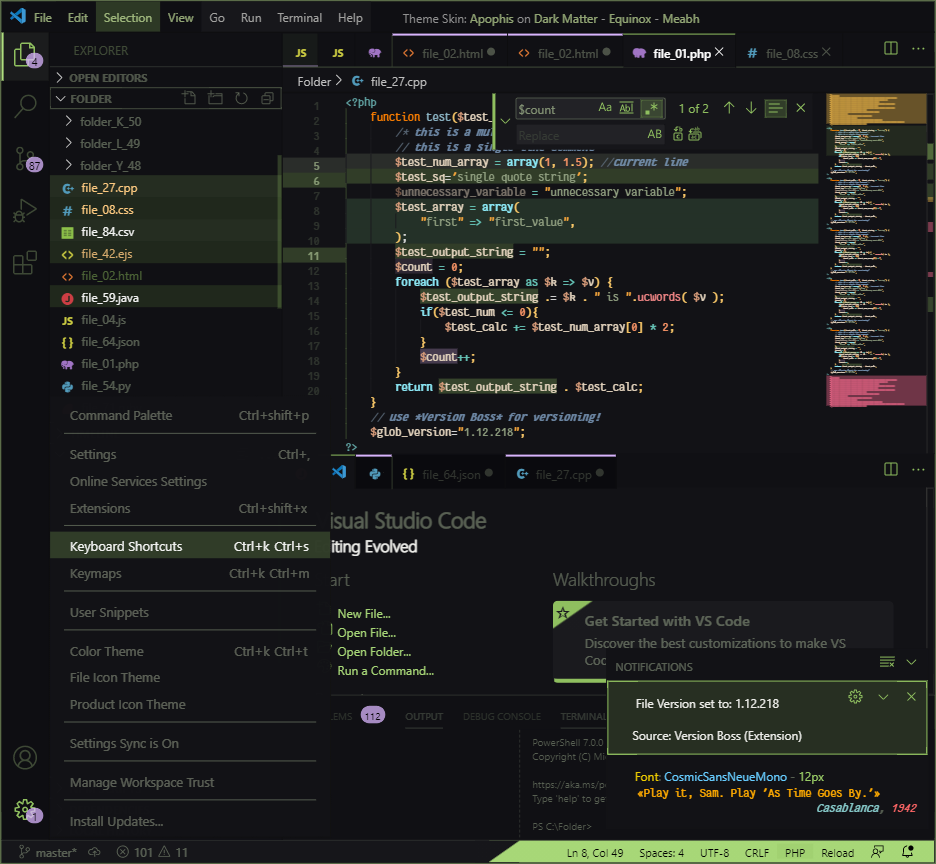 File Edit Selection View Go Run Terminal Help Theme Skin: Apophis on Dark Matter - Equinox - Meabh
4
EXPLORER
JS JS <> file_02.html <> file_02.html file_01.php # file_08.css
OPEN EDITORS
Folder > file_27.cpp
FOLDER
folder_K_50
folder_L_49
87 folder_Y_48
file_27.cpp
# file_08.css
file_84.csv
<> file_42.ejs
<> file_02.html
file_59.java
JS file_04.js
{} file_64.json
file_01.php
file_54.py
$count Aa Abl .* 1 of 2
Replace AB
<?php
1 function test($test_
2 /* this is a mu
3
4 // this is a single line comment
5 $test_num_array = array(1, 1.5); //current line
6 $test_sq='single quote string';
7 $unnecessary_variable = "unnecessary variable";
8 $test_array = array(
9 "first" => "first_value",
10 );
11 $test_output_string = "";
12 $count = 0;
13 foreach ($test_array as $k => $v) {
14 $test_output_string .= $k . " is ".ucwords( $v );
15 if($test_num <= 0){
16 $test_calc += $test_num_array[0] * 2;
17 }
18 $count++;
19 }
20 return $test_output_string . $test_calc;
}
// use *Version Boss* for versioning!
$glob_version="1.12.218";
?>
Command Palette Ctrl+shift+p
Settings Ctrl+,
Online Services Settings
Extensions Ctrl+shift+x
Keyboard Shortcuts Ctrl+k Ctrl+s
Keymaps Ctrl+k Ctrl+m
User Snippets
Color Theme Ctrl+k Ctrl+t
File Icon Theme
Product Icon Theme
Settings Sync is On
Manage Workspace Trust
Install Updates...
{} file_64.json file_27.cpp
isual Studio Code
iting Evolved
art
New File...
Open File...
Open Folder...
Run a Command...
Walkthroughs
Get Started with VS Code
Discover the best customizations to make VS
Coc
NOTIFICATIONS
File Version set to: 1.12.218
Source: Version Boss (Extension)
LEMS 112 OUTPUT DEBUG CONSOLE TERMINAL
PowerShell 7.0.0
Copyright (C) Mi
https://aka.ms/po
Type 'help' to get
PS C:\Folder>
Font: CosmicSansNeueMono - 12px
«Play it, Sam. Play 'As Time Goes By.'»
Casablanca, 1942
1
master* 101 11 Ln 8, Col 49 Spaces: 4 UTF-8 CRLF PHP Reload